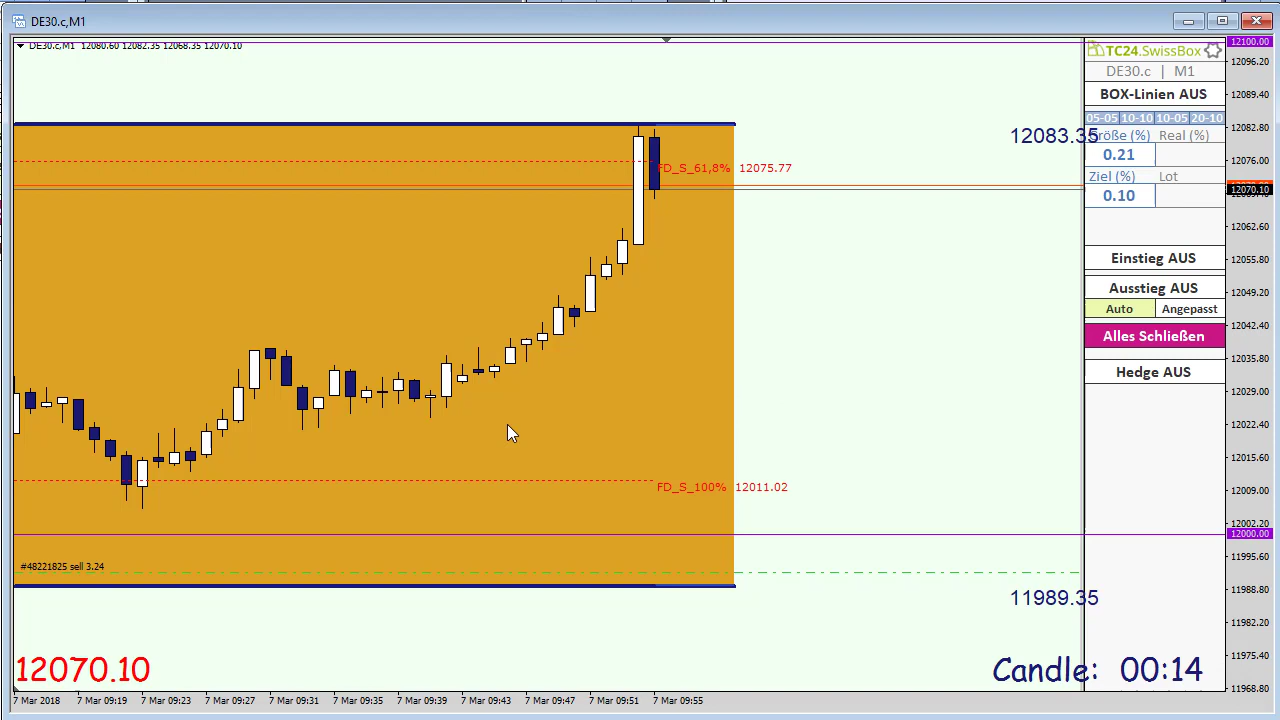 DE30.c,M1
DE30.c,M1 12080.60 12082.35 12068.35 12070.10
12100.00
TC24.SwissBox
12096.20
DE30.c | M1
BOX-Linien AUS
12089.40
05-05 10-10 10-05 20-10
12083.35
Größe (%) Real (%)
12082.80
0.21
FD_S_61,8% 12075.77
12076.00
Ziel (%) Lot
0.10
12070.10
12062.60
Einstieg AUS
12055.80
Ausstieg AUS
12049.20
Auto Angepasst
12042.40
Alles Schließen
12035.80
Hedge AUS
12029.00
12022.40
12015.60
FD_S_100% 12011.02
12009.00
12002.20
12000.00
11995.60
#48221825 sell 3.24
11989.35
11988.80
11982.20
12070.10
Candle: 00:14
11975.40
11968.80
7 Mar 2018 7 Mar 09:19 7 Mar 09:23 7 Mar 09:27 7 Mar 09:31 7 Mar 09:35 7 Mar 09:39 7 Mar 09:43 7 Mar 09:47 7 Mar 09:51 7 Mar 09:55